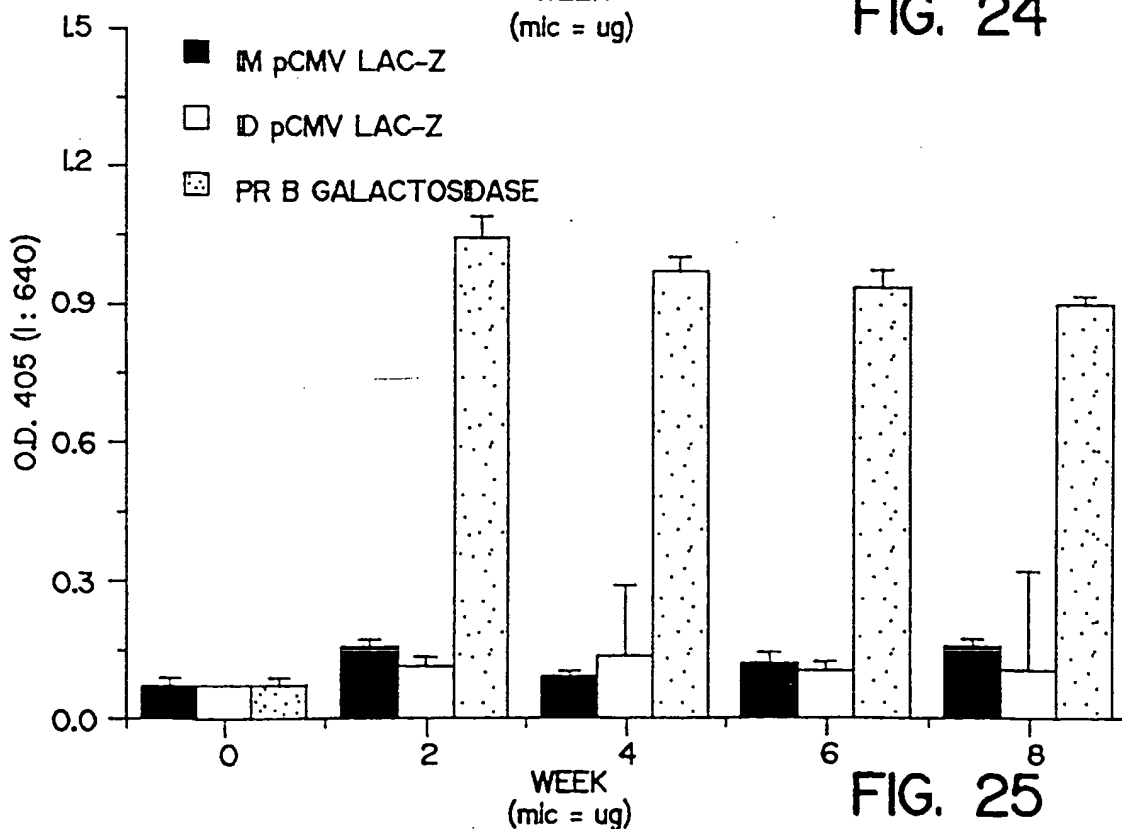 (mic = ug)
FIG. 24
1.5
IM pCMV LAC-Z
ID pCMV LAC-Z
PR B GALACTOSIDASE
1.2
0.9
0.6
0.3
0.0
O.D. 405 (1:640)
0 2 4 6 8
WEEK
(mic = ug)
FIG. 25